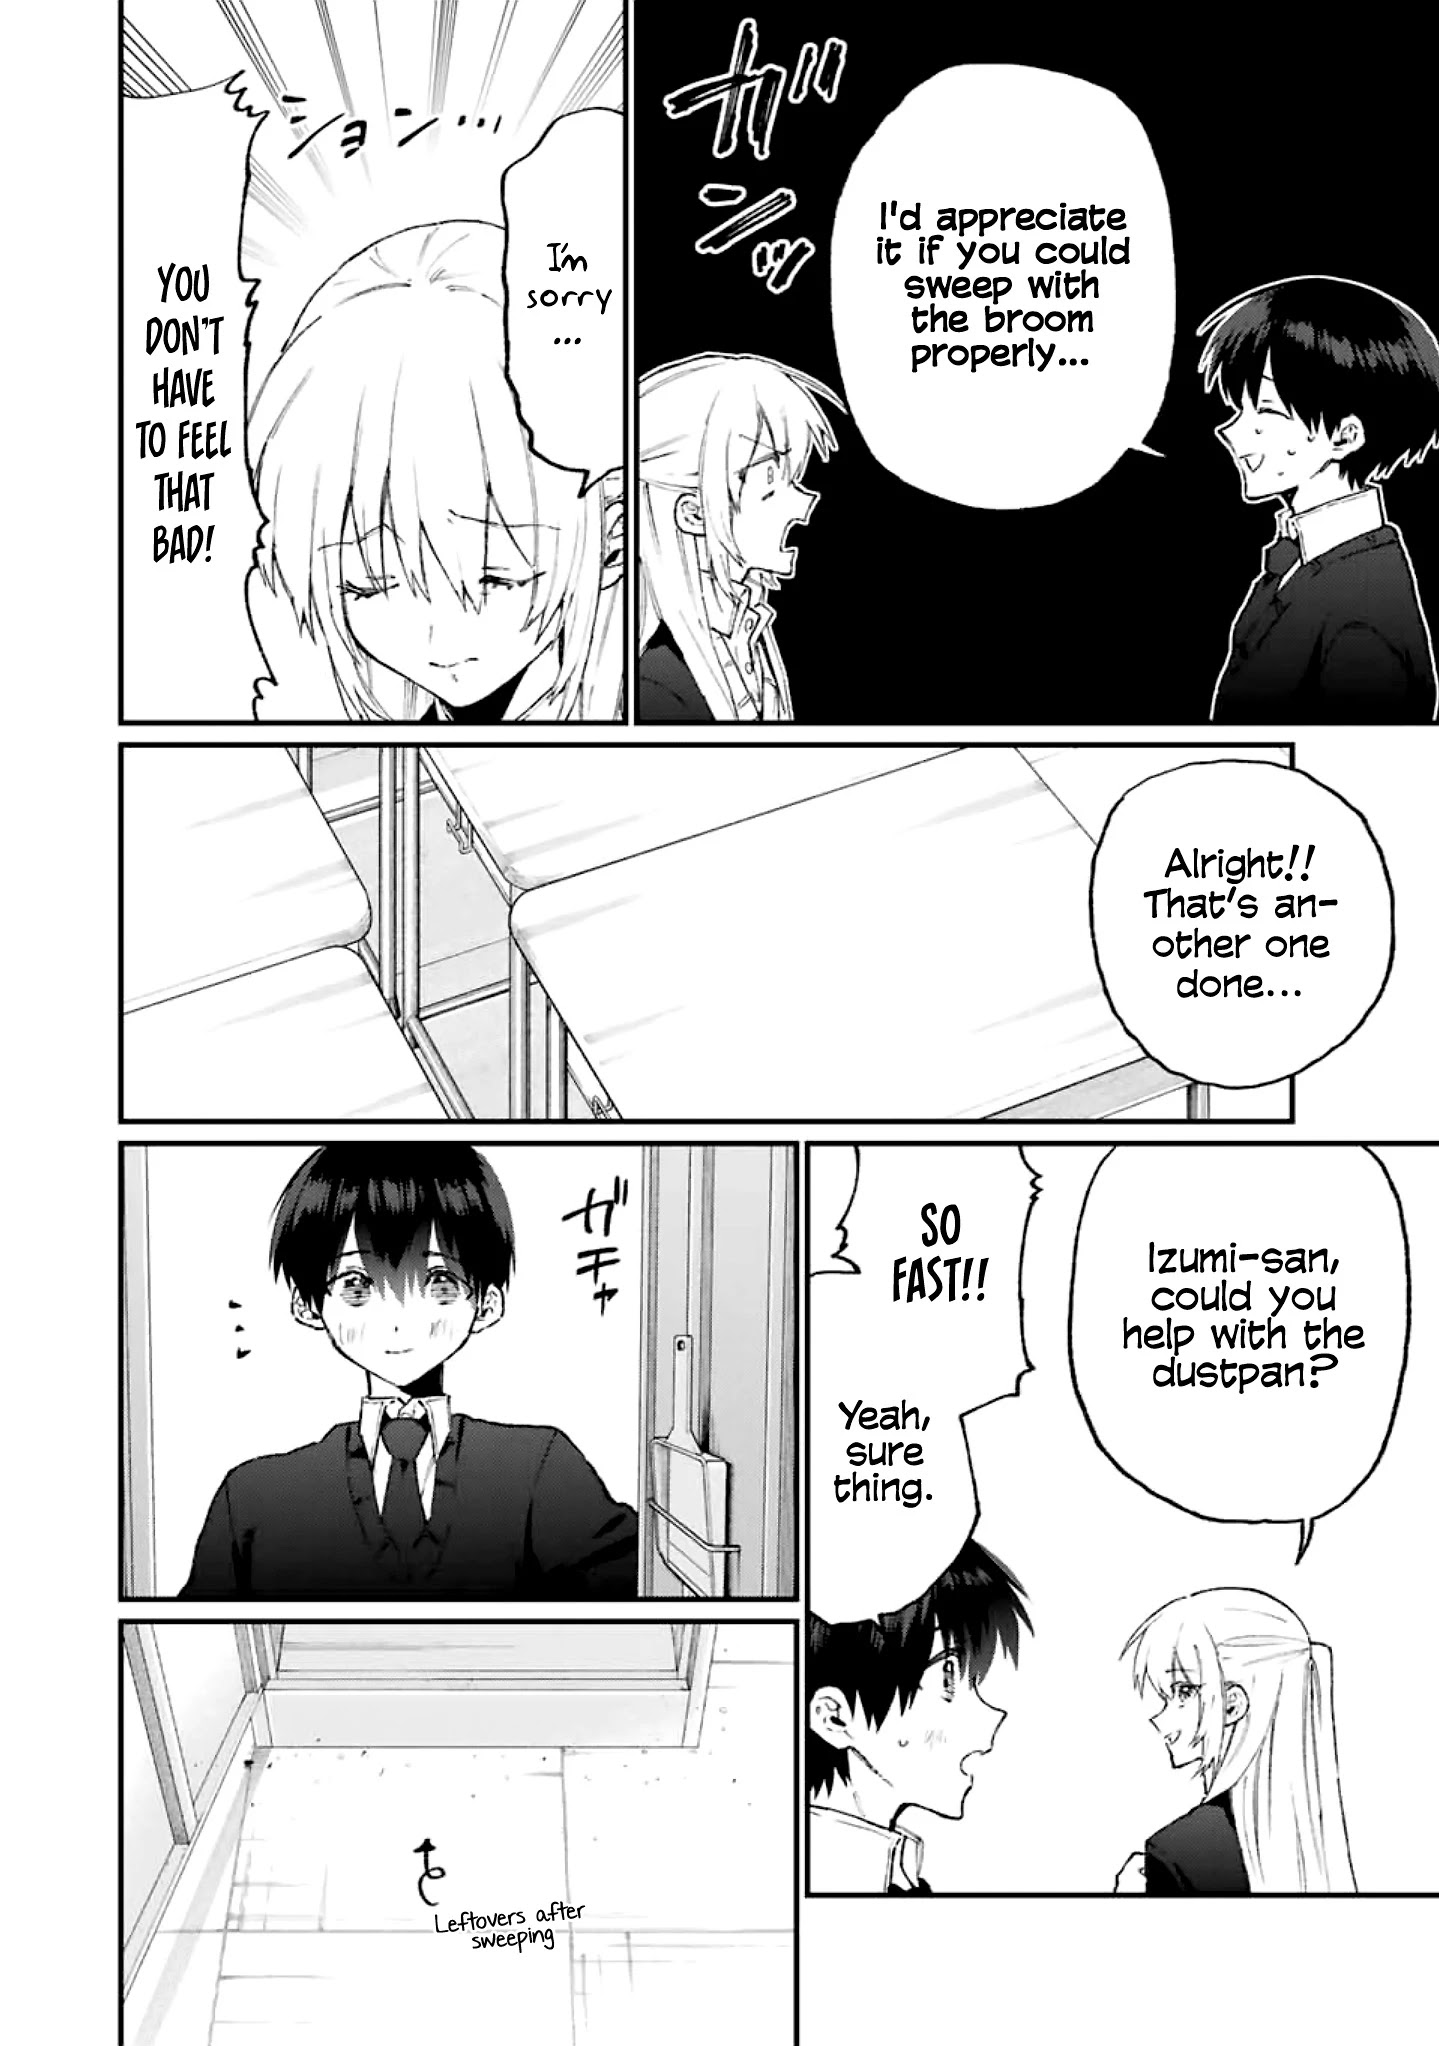 ガ
ガ
ンッ
I'd appreciate
it if you could
sweep with
the broom
properly...
ション...
I'm
sorry
...
YOU
DON'T
HAVE
TO FEEL
THAT
BAD!
Alright!!
That's an-
other one
done...
Izumi-san,
could you
help with the
dustpan?
SO
FAST!!
Yeah,
sure
thing.
ガチャ
Leftovers after
sweeping